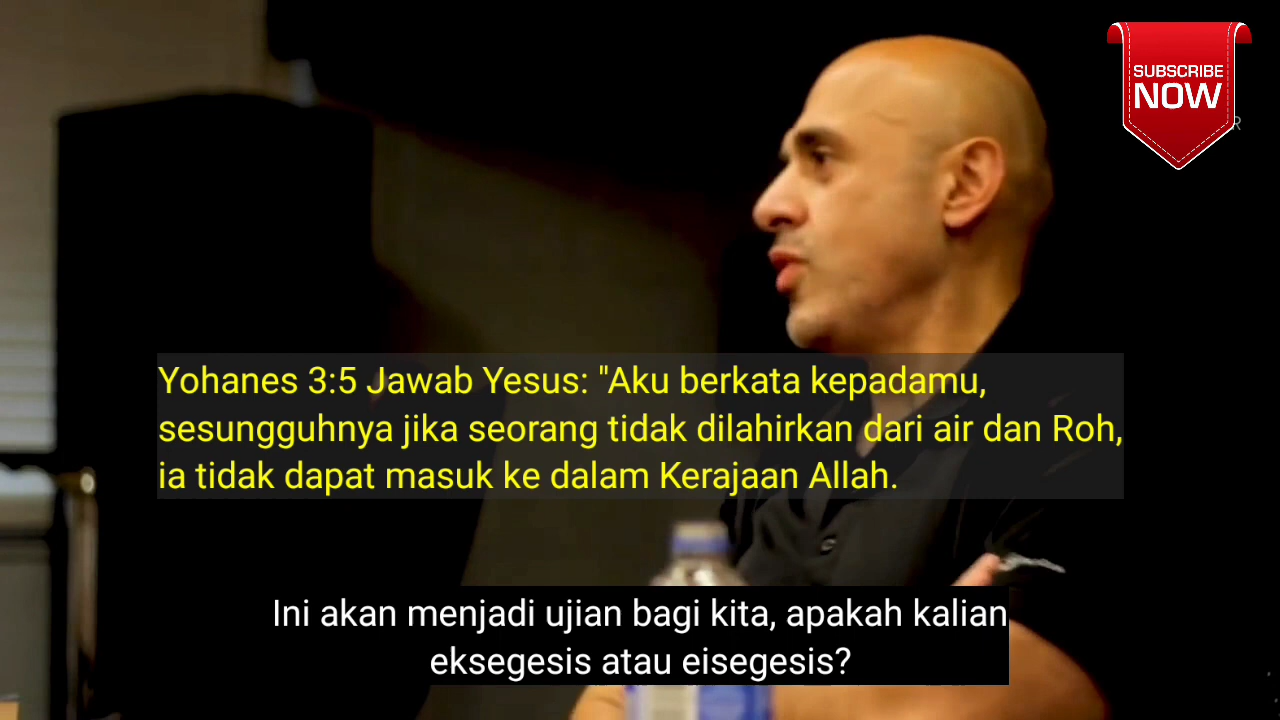 SUBSCRIBE
NOW
R
Yohanes 3:5 Jawab Yesus: "Aku berkata kepadamu,
sesungguhnya jika seorang tidak dilahirkan dari air dan Roh,
ia tidak dapat masuk ke dalam Kerajaan Allah.
Ini akan menjadi ujian bagi kita, apakah kalian
eksegesis atau eisegesis?